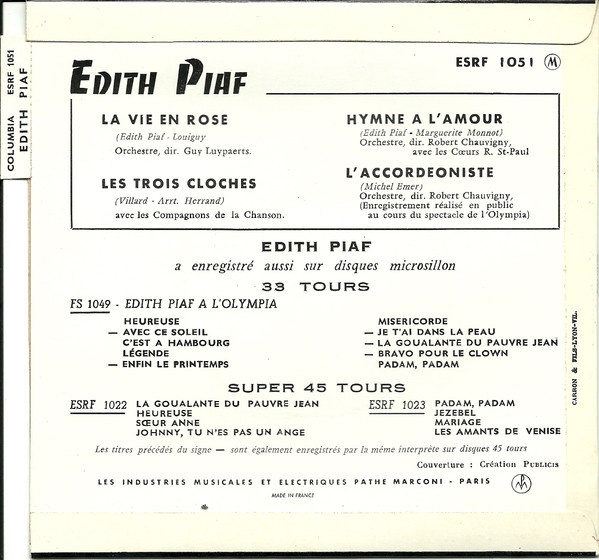 COLUMBIA ESRF 1051
EDITH PIAF
ESRF 1051 M
EDITH PIAF
LA VIE EN ROSE
(Edith Piaf - Louiguy
Orchestre, dir. Guy Luypaerts.
LES TROIS CLOCHES
(Villard - Arrt. Herrand)
avec les Compagnons de la Chanson.
HYMNE A L'AMOUR
(Edith Piaf - Marguerite Monnot)
Orchestre, dir. Robert Chauvigny,
avec les Cœurs R. St-Paul
L'ACCORDEONISTE
(Michel Emer)
Orchestre, dir. Robert Chauvigny,
(Enregistrement réalisé en public
au cours du spectacle de l'Olympia)
EDITH PIAF
a enregistré aussi sur disques microsillon
33 TOURS
FS 1049 - EDITH PIAF A L'OLYMPIA
HEUREUSE
— AVEC CE SOLEIL
C'EST A HAMBOURG
LÉGENDE
— ENFIN LE PRINTEMPS
MISERICORDE
— JE T'AI DANS LA PEAU
— LA GOUALANTE DU PAUVRE JEAN
— BRAVO POUR LE CLOWN
PADAM, PADAM
SUPER 45 TOURS
ESRF 1022 LA GOUALANTE DU PAUVRE JEAN
HEUREUSE
SŒUR ANNE
JOHNNY, TU N'ES PAS UN ANGE
ESRF 1023 PADAM, PADAM
JEZEBEL
MARIAGE
LES AMANTS DE VENISE
Les titres précédés du signe — sont également enregistrés par la même interprète sur disques 45 tours
Couverture : Création PUBLICIS
LES INDUSTRIES MUSICALES ET ELECTRIQUES PATHE MARCONI - PARIS
MADE IN FRANCE
CARRON & FILS-LYON-VIL.